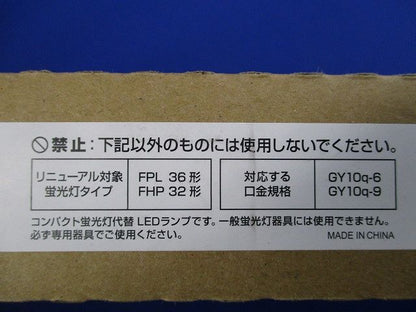 禁止：下記以外のものには使用しないでください。
リニューアル対象
蛍光灯タイプ
FPL 36形
FHP 32形
対応する
口金規格
GY10q-6
GY10q-9
コンパクト蛍光灯代替 LEDランプです。一般蛍光灯器具には使用できません。
必ず専用器具でご使用ください。
MADE IN CHINA